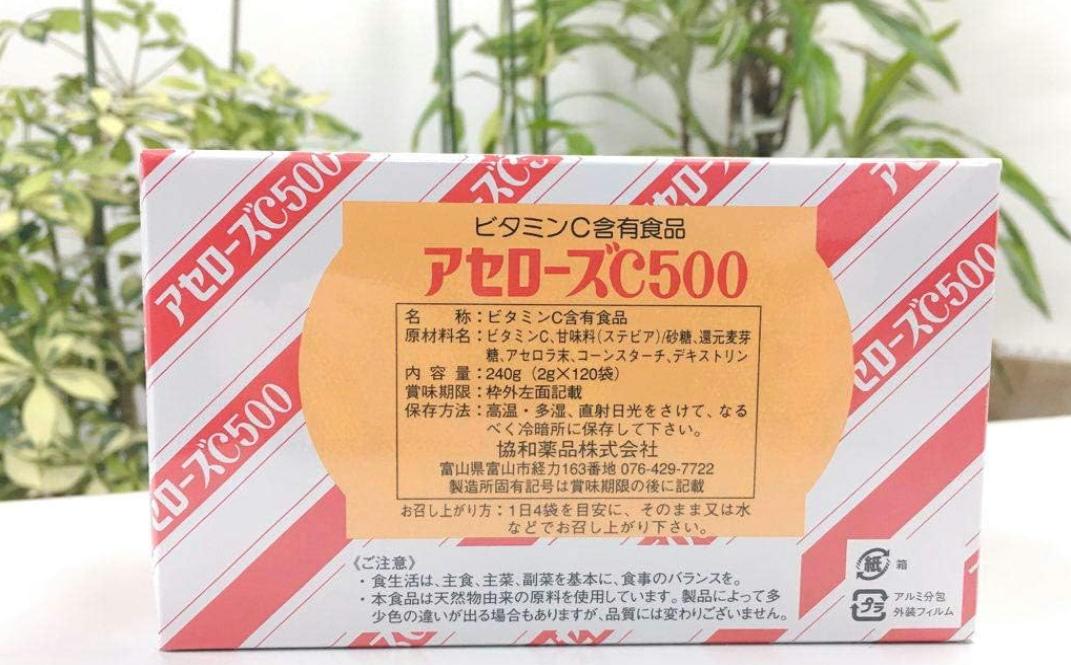 アセローズC500
ーズC5
アセロー
ア
ビタミンC含有食品
アセローズC500
名　　称：ビタミンC含有食品
原材料名：ビタミンC、甘味料(ステビア)/砂糖、還元麦芽
糖、アセロラ末、コーンスターチ、デキストリン
内 容 量：240g（2g×120袋）
賞味期限：枠外左面記載
保存方法：高温・多湿、直射日光をさけて、なる
べく冷暗所に保存して下さい。
協和薬品株式会社
富山県富山市経力163番地 076-429-7722
製造所固有記号は賞味期限の後に記載
お召し上がり方：1日4袋を目安に、そのまま又は水
などでお召し上がり下さい。
セローズC500
ローズC500
《ご注意》
・食生活は、主食、主菜、副菜を基本に、食事のバランスを。
・本食品は天然物由来の原料を使用しています。製品によって多
少色の違いが出る場合もありますが、品質には変わりございません。
紙 箱
プラ アルミ分包
外装フィルム